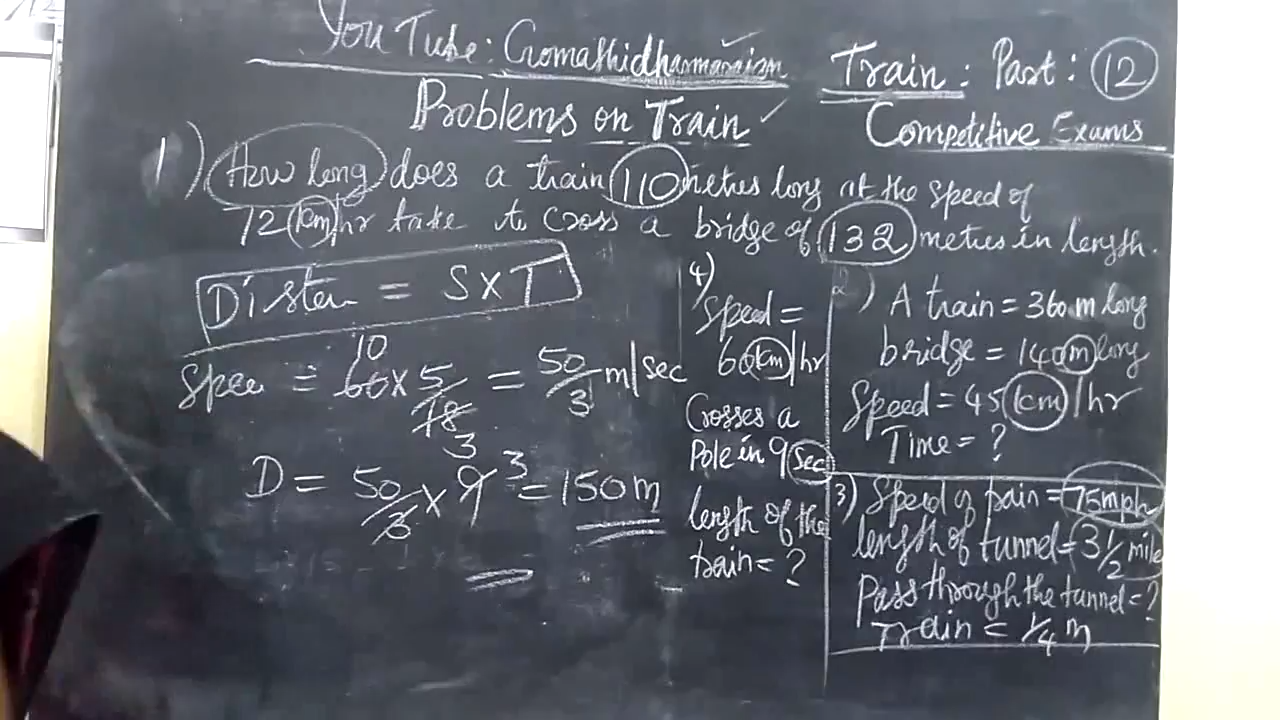 YouTube: Gomathidharmarajan
Train: Part: 12
Problems on Train
Competitive Exams
1) How long does a train 110 metres long at the speed of
72 km/hr take to cross a bridge of 132 metres in length.
Disten = S×T
Spee = 60 × 5/18 = 50/3 m/sec
10
3
D = 50/3 × 9 3 = 150 m
4)
Speed =
60 km/hr
Crosses a
Pole in 9 Sec
length of the
train = ?
2) A train = 360 m long
bridge = 140 m long
Speed = 45 km/hr
Time = ?
3) Speed of pain = 75 mph
length of tunnel = 3 1/2 mile
Pass through the tunnel = ?
Train = 1/4 m